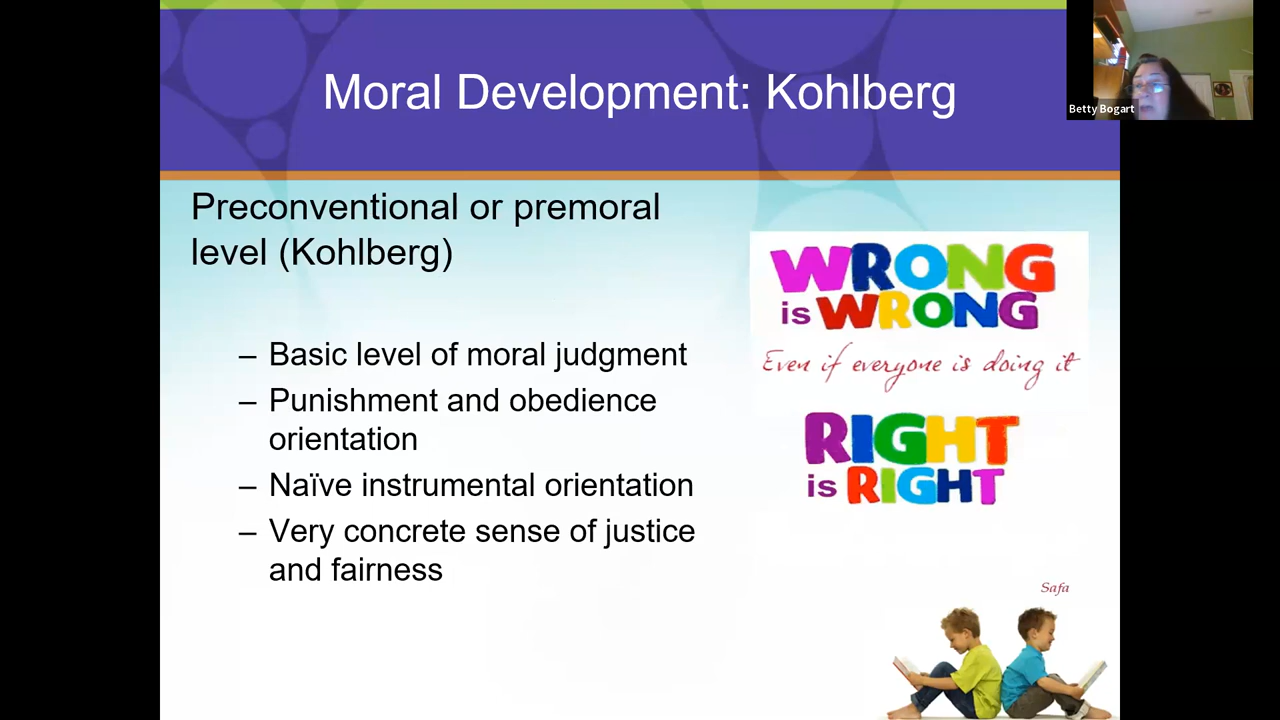 Moral Development: Kohlberg
Betty Bogart
Preconventional or premoral
level (Kohlberg)
– Basic level of moral judgment
– Punishment and obedience
orientation
– Naïve instrumental orientation
– Very concrete sense of justice
and fairness
WRONG
is WRONG
Even if everyone is doing it
RIGHT
is RIGHT
Safa